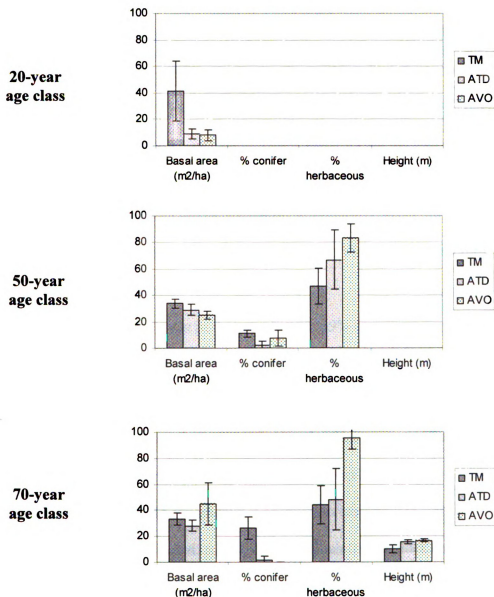 20-year
age class
100
80
60
40
20
0
Basal area
(m2/ha)
% conifer
%
herbaceous
Height (m)
TM
ATD
AVO
50-year
age class
100
80
60
40
20
0
Basal area
(m2/ha)
% conifer
%
herbaceous
Height (m)
TM
ATD
AVO
70-year
age class
100
80
60
40
20
0
Basal area
(m2/ha)
% conifer
%
herbaceous
Height (m)
TM
ATD
AVO